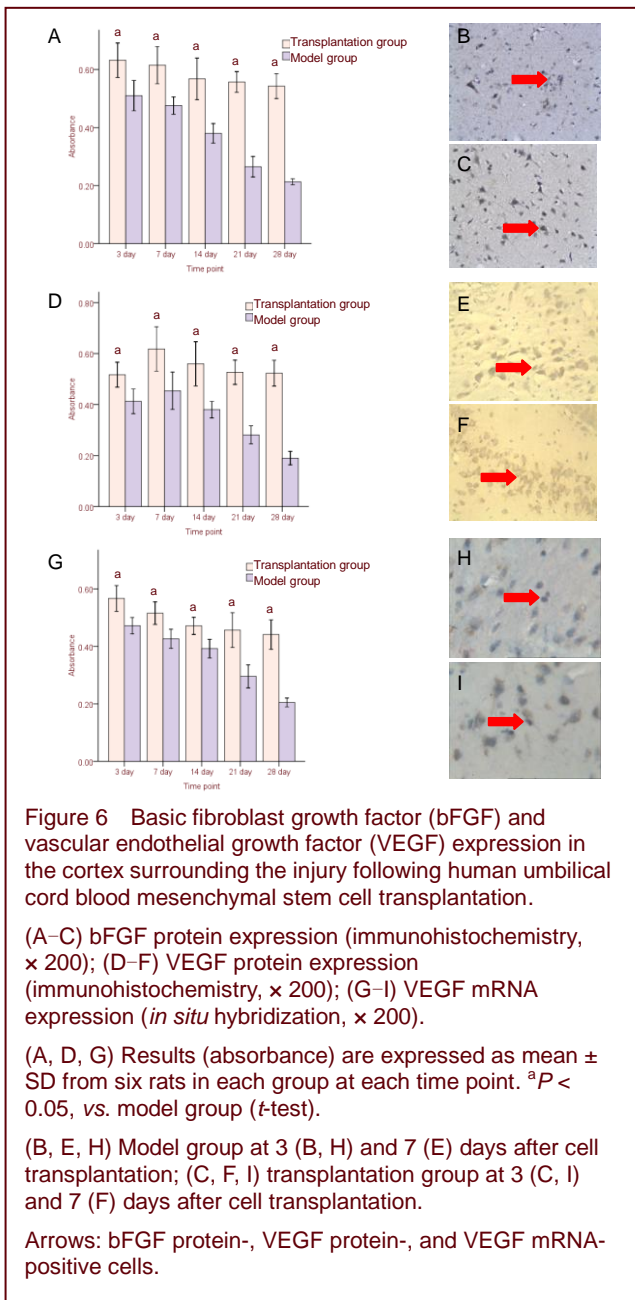 A
Transplantation group
Model group
a a a a a
Absorbance
0.60
0.40
0.20
0.00
3 day 7 day 14 day 21 day 28 day
Time point
B
C
D
Transplantation group
Model group
a a a a a
Absorbance
0.80
0.60
0.40
0.20
0.00
3 day 7 day 14 day 21 day 28 day
Time point
E
F
G
Transplantation group
Model group
a a a a a
Absorbance
0.60
0.40
0.20
0.00
3 day 7 day 14 day 21 day 28 day
Time point
H
I
Figure 6 Basic fibroblast growth factor (bFGF) and
vascular endothelial growth factor (VEGF) expression in
the cortex surrounding the injury following human umbilical
cord blood mesenchymal stem cell transplantation.
(A–C) bFGF protein expression (immunohistochemistry,
× 200); (D–F) VEGF protein expression
(immunohistochemistry, × 200); (G–I) VEGF mRNA
expression (in situ hybridization, × 200).
(A, D, G) Results (absorbance) are expressed as mean ±
SD from six rats in each group at each time point. ᵃP <
0.05, vs. model group (t-test).
(B, E, H) Model group at 3 (B, H) and 7 (E) days after cell
transplantation; (C, F, I) transplantation group at 3 (C, I)
and 7 (F) days after cell transplantation.
Arrows: bFGF protein-, VEGF protein-, and VEGF mRNA-
positive cells.